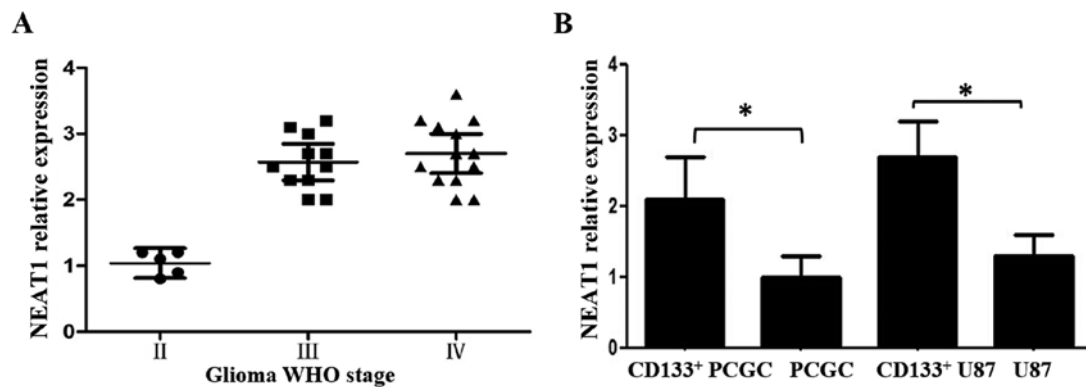 A
NEAT1 relative expression
4
3
2
1
0
II
III
IV
Glioma WHO stage
B
NEAT1 relative expression
4
3
2
1
0
*
*
CD133+ PCGC
PCGC
CD133+ U87
U87